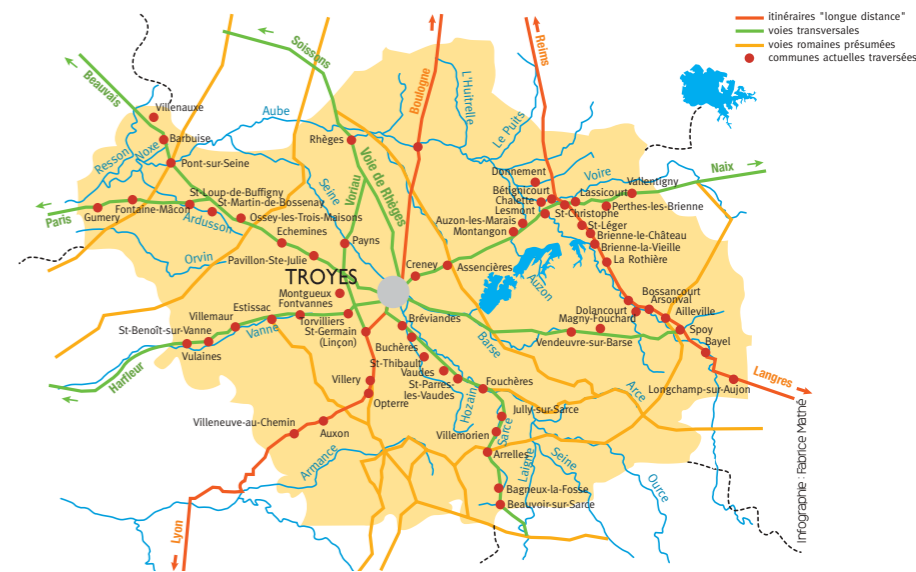 itinéraires "longue distance"
voies transversales
voies romaines présumées
communes actuelles traversées
Soissons
Beauvais
Boulogne
Reims
Villenauxe
Aube
L'Huitrelle
Le Puits
Barbuise
Resson
Noxe
Rhèges
Pont-sur-Seine
Voie de Rhèges
Voriau
Seine
Donnement
Voire
Naix
Bétignicourt
Lassicourt
Vallentigny
Chalette
Lesmont
Perthes-les-Brienne
St-Christophe
St-Loup-de-Buffigny
St-Martin-de-Bossenay
Fontaine-Mâcon
Gumery
Paris
Ardusson
Ossey-les-Trois-Maisons
Auzon-les-Marais
Montangon
St-Léger
Brienne-le-Château
Brienne-la-Vieille
La Rothière
Echemines
Payns
Orvin
Pavillon-Ste-Julie
Creney
Assencières
Auzon
TROYES
Montgueux
Fontvannes
Estissac
Villemaur
Torvilliers
St-Germain
(Linçon)
Vanne
St-Benoît-sur-Vanne
Vulaines
Harfleur
Bréviandes
Buchères
St-Thibault
Vaudes
St-Parres-
les-Vaudes
Barse
Bossancourt
Arsonval
Dolancourt
Ailleville
Magny-Fouchard
Vendeuvre-sur-Barse
Spoy
Bayel
Langres
Longchamp-sur-Aujon
Arce
Fouchères
Villery
Opterre
Hozain
Jully-sur-Sarce
Villeneuve-au-Chemin
Auxon
Villemorien
Sarce
Arrelles
Armance
Laigne
Seine
Ource
Bagneux-la-Fosse
Beauvoir-sur-Sarce
Lyon
Infographie : Fabrice Mathé